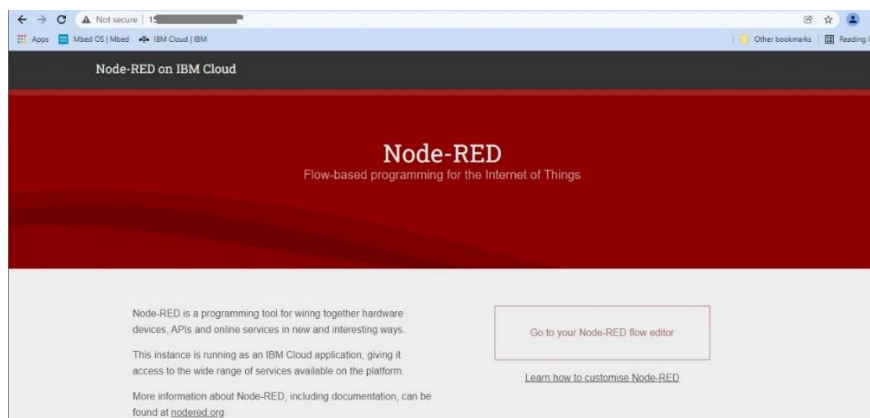 Not secure
Apps Mbed OS | Mbed IBM Cloud | IBM Other bookmarks Reading
Node-RED on IBM Cloud
Node-RED
Flow-based programming for the Internet of Things
Node-RED is a programming tool for wiring together hardware
devices, APIs and online services in new and interesting ways.
This instance is running as an IBM Cloud application, giving it
access to the wide range of services available on the platform.
More information about Node-RED, including documentation, can be
found at nodered.org.
Go to your Node-RED flow editor
Learn how to customise Node-RED